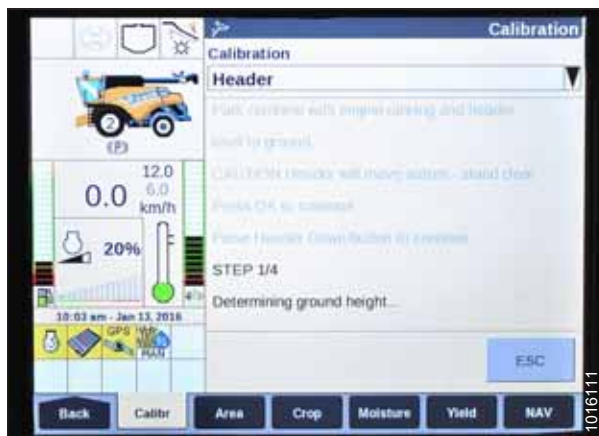 Calibration
Calibration
Header
Park combine with engine running and header
level to ground.
CAUTION Header will move autom.- stand clear
Press OK to continue
Press Header Down button to continue
STEP 1/4
Determining ground height...
ESC
2
(P)
12.0
0.0
6.0
km/h
20%
4/
10:03 am - Jan 13, 2016
GPS
MAN
Back
Calibr
Area
Crop
Moisture
Yield
NAV
1016111